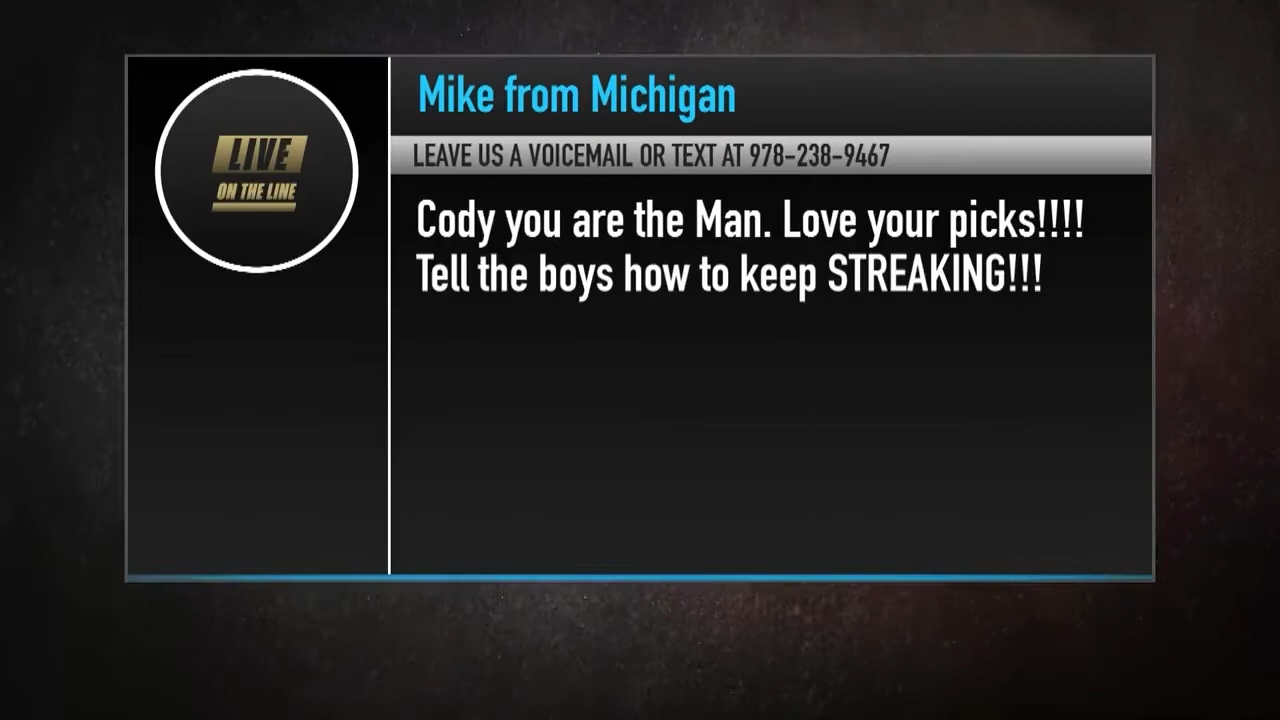 LIVE
ON THE LINE
Mike from Michigan
LEAVE US A VOICEMAIL OR TEXT AT 978-238-9467
Cody you are the Man. Love your picks!!!!
Tell the boys how to keep STREAKING!!!